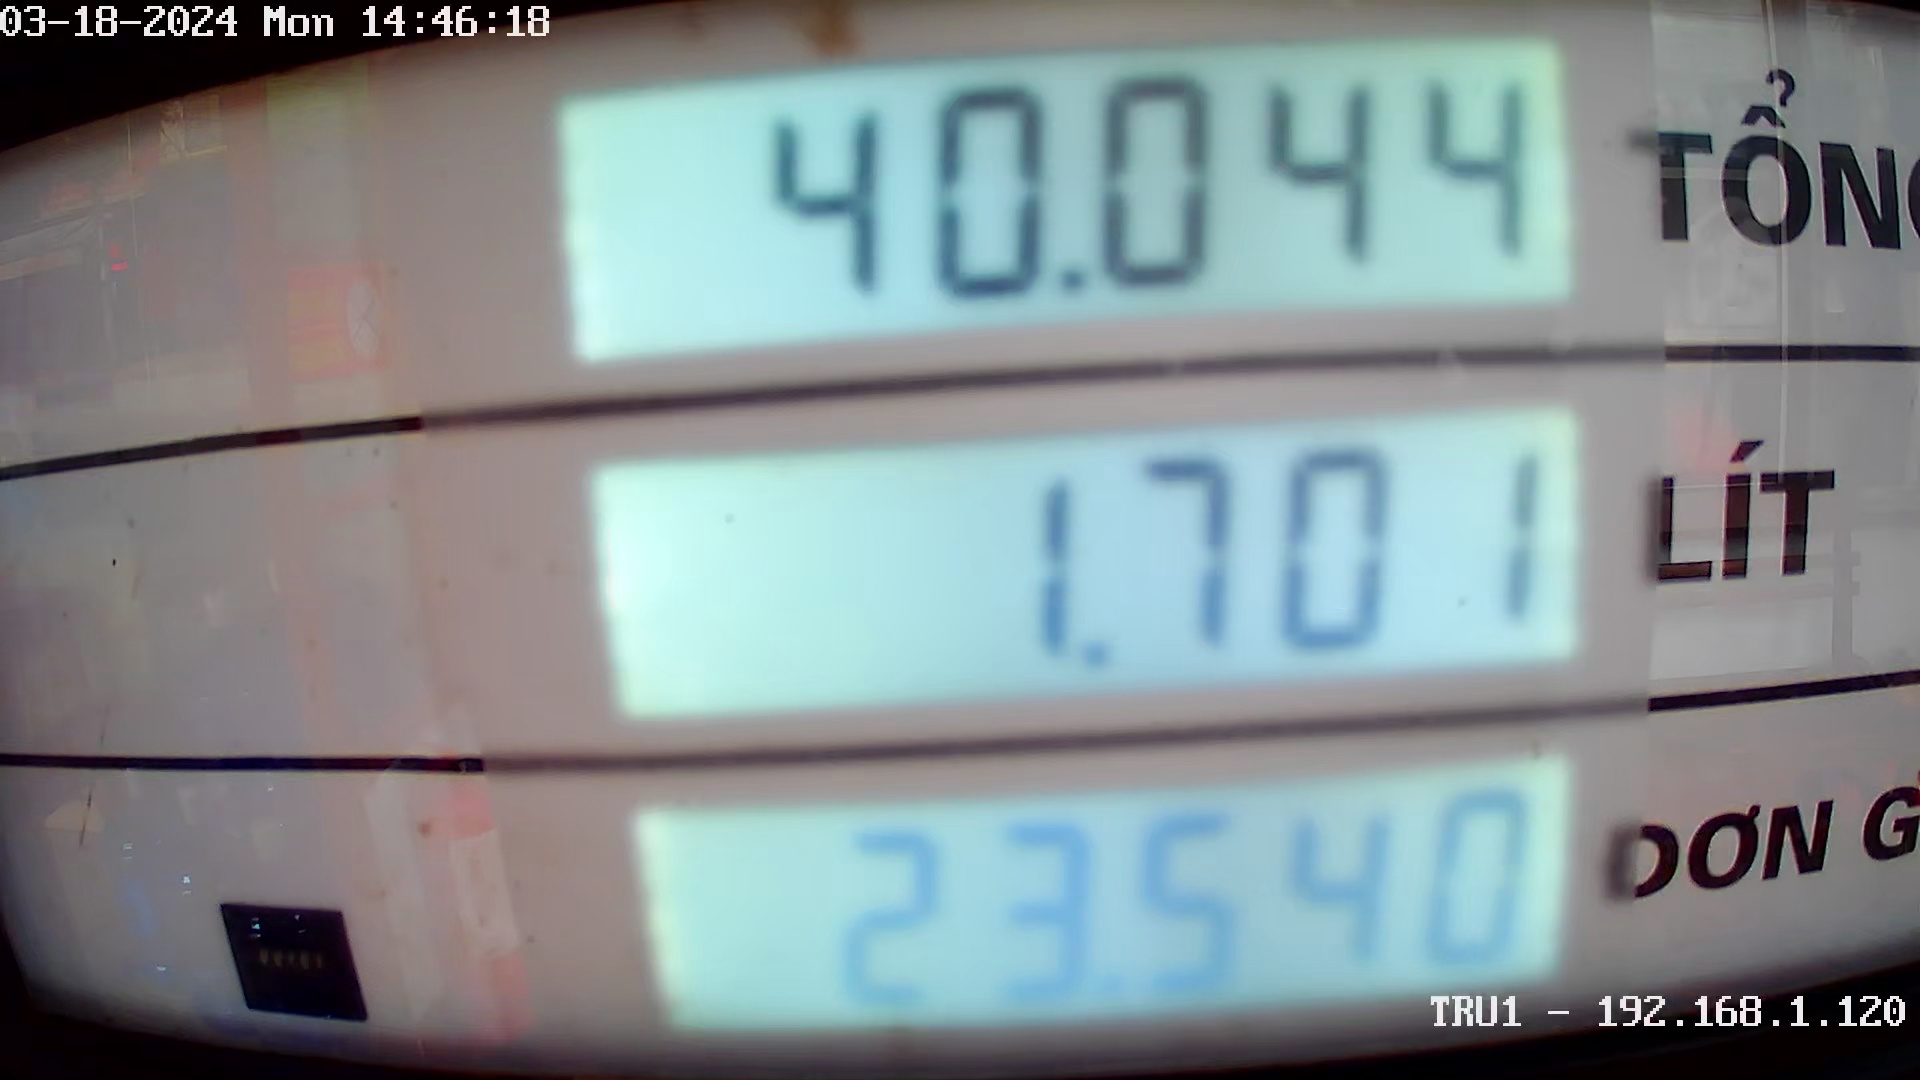 03-18-2024 Mon 14:46:18
40.044 TỔNG
1.701 LÍT
23.540 ĐƠN G
TRU1 - 192.168.1.120